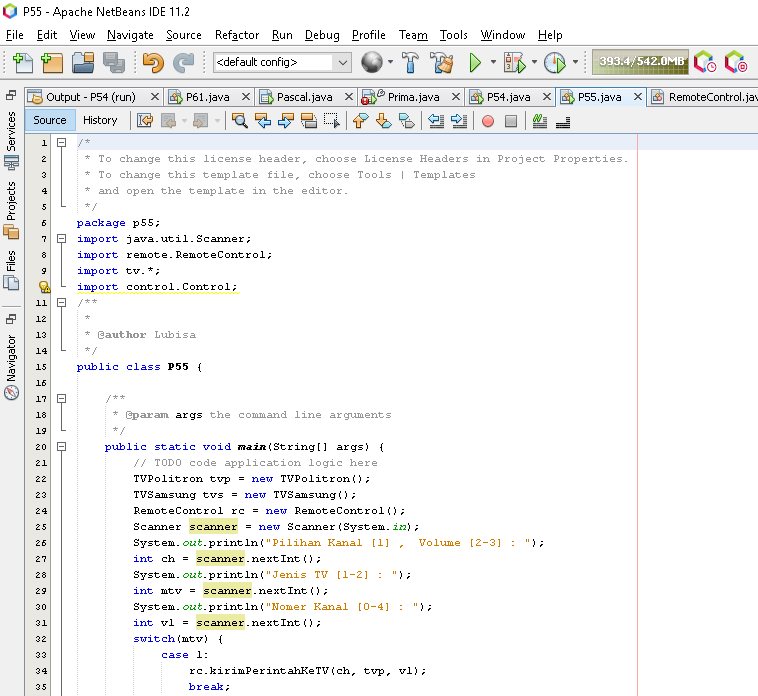 P55 - Apache NetBeans IDE 11.2
File Edit View Navigate Source Refactor Run Debug Profile Team Tools Window Help
<default config> 393.4/542.0MB
Output - P54 (run) P61.java Pascal.java Prima.java P54.java P55.java RemoteControl.jav
Source History
Services
Projects
Files
Navigator
1 /*
2 * To change this license header, choose License Headers in Project Properties.
3 * To change this template file, choose Tools | Templates
4 * and open the template in the editor.
5 */
6 package p55;
7 import java.util.Scanner;
8 import remote.RemoteControl;
9 import tv.*;
import control.Control;
11 /**
12 *
13 * @author Lubisa
14 */
15 public class P55 {
16
17 /**
18 * @param args the command line arguments
19 */
20 public static void main(String[] args) {
21 // TODO code application logic here
22 TVPolitron tvp = new TVPolitron();
23 TVSamsung tvs = new TVSamsung();
24 RemoteControl rc = new RemoteControl();
25 Scanner scanner = new Scanner(System.in);
26 System.out.println("Pilihan Kanal [1] , Volume [2-3] : ");
27 int ch = scanner.nextInt();
28 System.out.println("Jenis TV [1-2] : ");
29 int mtv = scanner.nextInt();
30 System.out.println("Nomer Kanal [0-4] : ");
31 int vl = scanner.nextInt();
32 switch(mtv) {
33 case 1:
34 rc.kirimPerintahKeTV(ch, tvp, vl);
35 break;